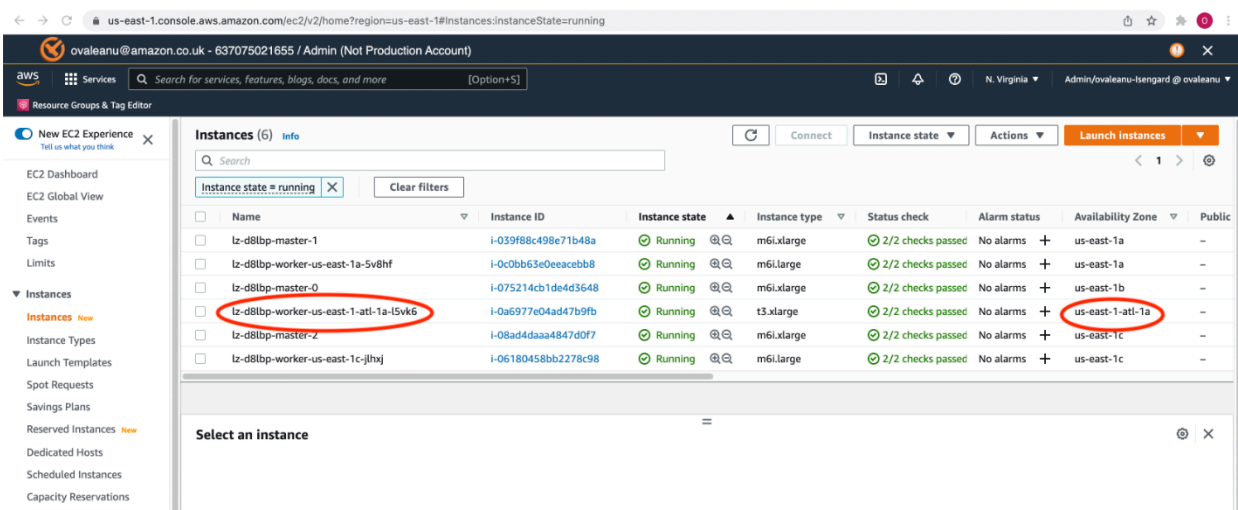 us-east-1.console.aws.amazon.com/ec2/v2/home?region=us-east-1#Instances:instanceState=running
O
ovaleanu@amazon.co.uk - 637075021655 / Admin (Not Production Account)
aws Services Search for services, features, blogs, docs, and more [Option+S] N. Virginia ▼ Admin/ovaleanu-Isengard @ ovaleanu ▼
Resource Groups & Tag Editor
New EC2 Experience
Tell us what you think
EC2 Dashboard
EC2 Global View
Events
Tags
Limits
Instances
Instances New
Instance Types
Launch Templates
Spot Requests
Savings Plans
Reserved Instances New
Dedicated Hosts
Scheduled Instances
Capacity Reservations
Instances (6) Info Connect Instance state ▼ Actions ▼ Launch instances ▼
Search
1
Instance state = running Clear filters
Name Instance ID Instance state Instance type Status check Alarm status Availability Zone Public
lz-d8lbp-master-1 i-039f88c498e71b48a Running m6i.xlarge 2/2 checks passed No alarms + us-east-1a –
lz-d8lbp-worker-us-east-1a-5v8hf i-0c0bb63e0eeacebb8 Running m6i.large 2/2 checks passed No alarms + us-east-1a –
lz-d8lbp-master-0 i-075214cb1de4d3648 Running m6i.xlarge 2/2 checks passed No alarms + us-east-1b –
lz-d8lbp-worker-us-east-1-atl-1a-l5vk6 i-0a6977e04ad47b9fb Running t3.xlarge 2/2 checks passed No alarms + us-east-1-atl-1a –
lz-d8lbp-master-2 i-08ad4daaa4847d0f7 Running m6i.xlarge 2/2 checks passed No alarms + us-east-1c –
lz-d8lbp-worker-us-east-1c-jlhxj i-06180458bb2278c98 Running m6i.large 2/2 checks passed No alarms + us-east-1c –
Select an instance